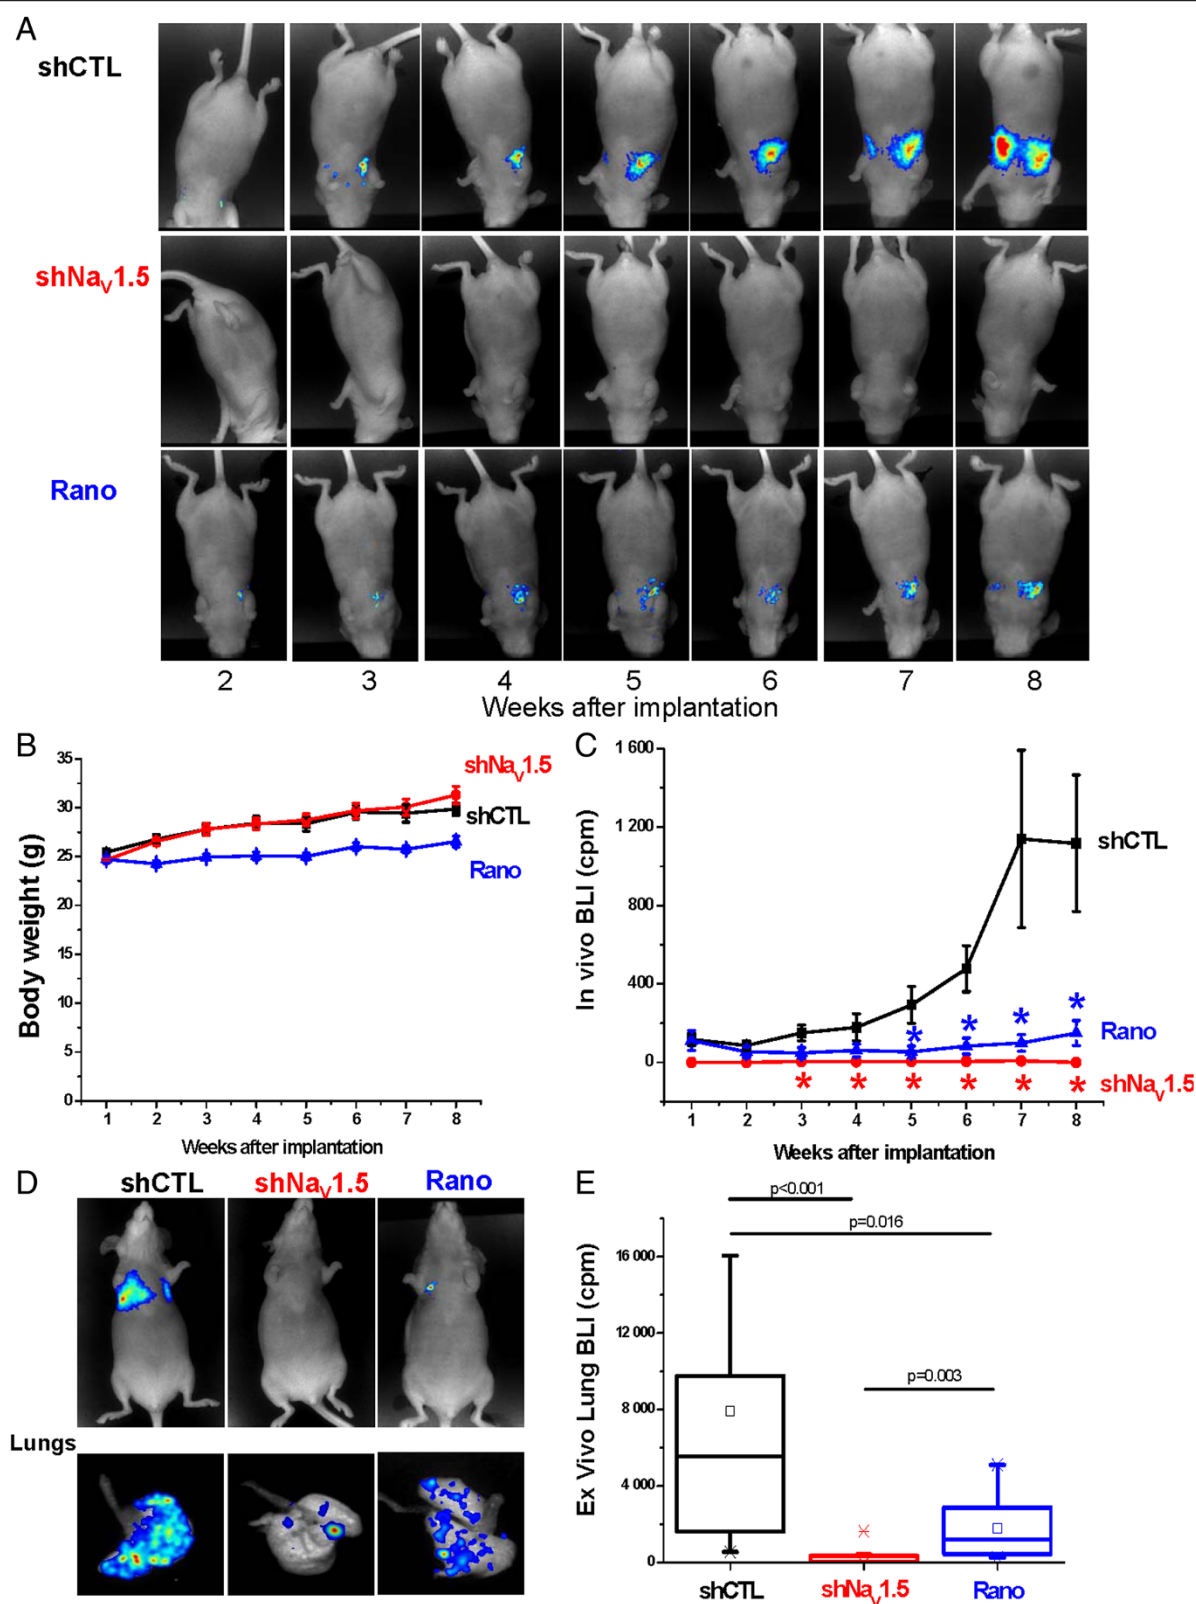 A
shCTL
shNaV1.5
Rano
2 3 4 5 6 7 8
Weeks after implantation
B
35
30
25
20
15
10
5
0
Body weight (g)
shNaV1.5
shCTL
Rano
1 2 3 4 5 6 7 8
Weeks after implantation
C
1 600
1200
800
400
0
In vivo BLI (cpm)
shCTL
Rano
shNaV1.5
* * * *
* * * * * *
1 2 3 4 5 6 7 8
Weeks after implantation
D
shCTL shNaV1.5 Rano
Lungs
E
p<0.001
p=0.016
p=0.003
16 000
12 000
8 000
4 000
0
Ex Vivo Lung BLI (cpm)
shCTL shNaV1.5 Rano